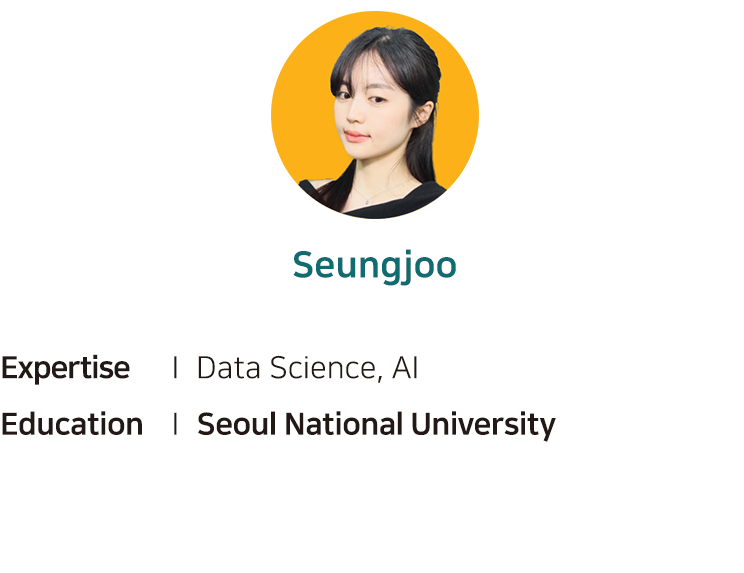 Seungjoo
Expertise | Data Science, AI
Education | Seoul National University